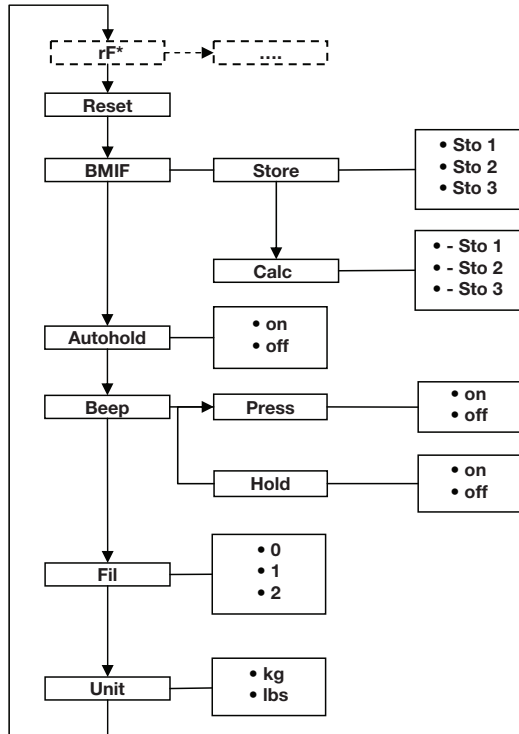 rF*
....
Reset
BMIF
Store
• Sto 1
• Sto 2
• Sto 3
Calc
• - Sto 1
• - Sto 2
• - Sto 3
Autohold
• on
• off
Beep
Press
• on
• off
Hold
• on
• off
Fil
• 0
• 1
• 2
Unit
• kg
• lbs